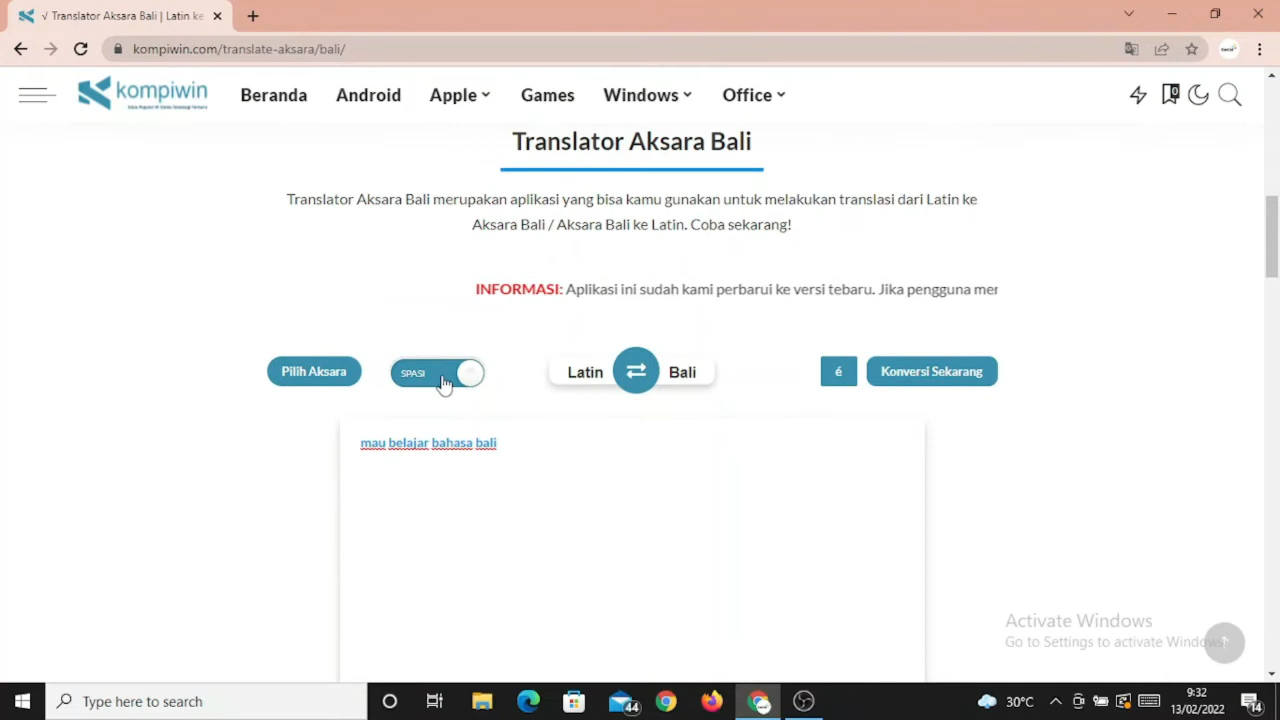 √ Translator Aksara Bali | Latin ke
kompiwin.com/translate-aksara/bali/
kompiwin
Beranda
Android
Apple
Games
Windows
Office
0
Translator Aksara Bali
Translator Aksara Bali merupakan aplikasi yang bisa kamu gunakan untuk melakukan translasi dari Latin ke
Aksara Bali / Aksara Bali ke Latin. Coba sekarang!
INFORMASI: Aplikasi ini sudah kami perbarui ke versi tebaru. Jika pengguna mer
Pilih Aksara
SPASI
Latin
Bali
é
Konversi Sekarang
mau belajar bahasa bali
Activate Windows
Go to Settings to activate Windows.
Type here to search
44
30°C
9:32
13/02/2022
14